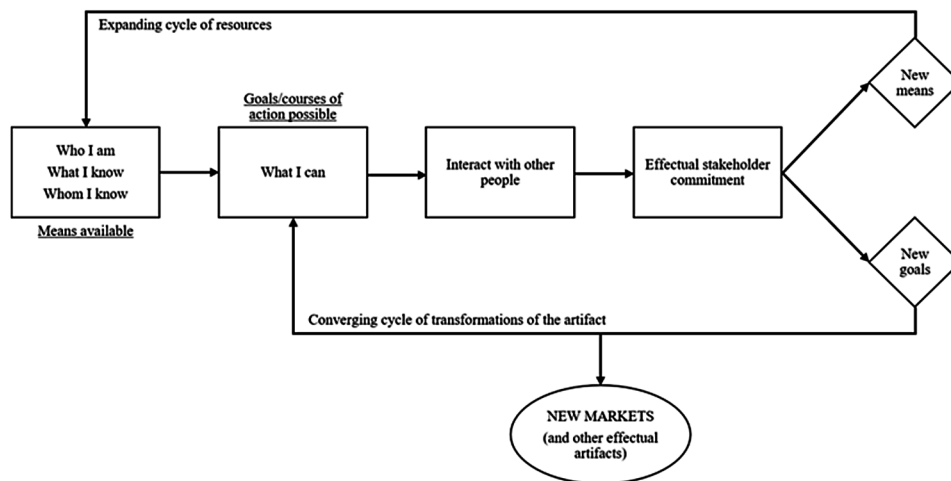 Expanding cycle of resources
New
means
Goals/courses of
action possible
Who I am
What I know
Whom I know
What I can
Interact with other
people
Effectual stakeholder
commitment
Means available
New
goals
Converging cycle of transformations of the artifact
NEW MARKETS
(and other effectual
artifacts)